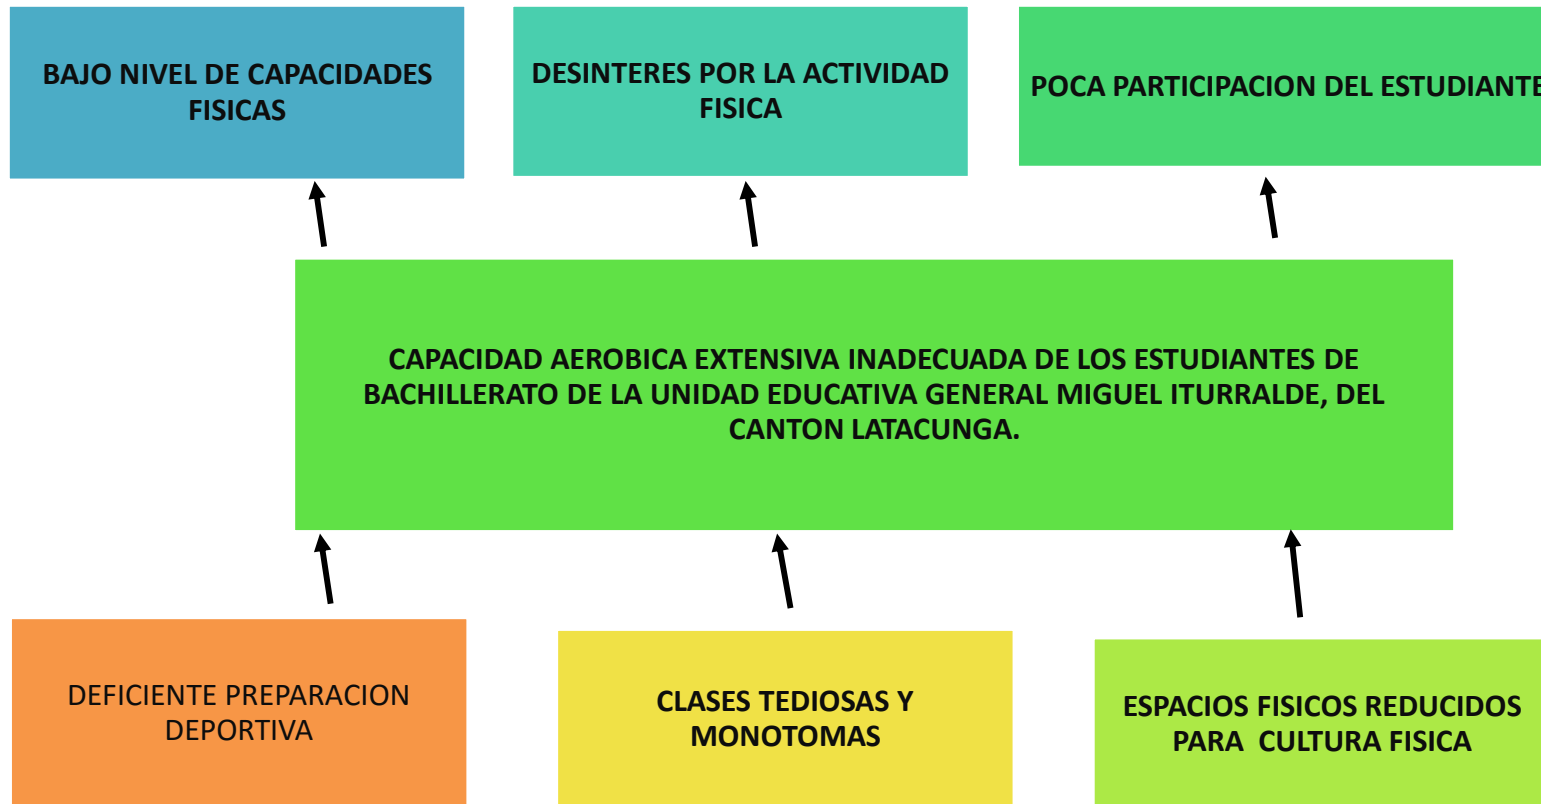 BAJO NIVEL DE CAPACIDADES
FISICAS
DESINTERES POR LA ACTIVIDAD
FISICA
POCA PARTICIPACION DEL ESTUDIANTE
CAPACIDAD AEROBICA EXTENSIVA INADECUADA DE LOS ESTUDIANTES DE
BACHILLERATO DE LA UNIDAD EDUCATIVA GENERAL MIGUEL ITURRALDE, DEL
CANTON LATACUNGA.
DEFICIENTE PREPARACION
DEPORTIVA
CLASES TEDIOSAS Y
MONOTOMAS
ESPACIOS FISICOS REDUCIDOS
PARA CULTURA FISICA